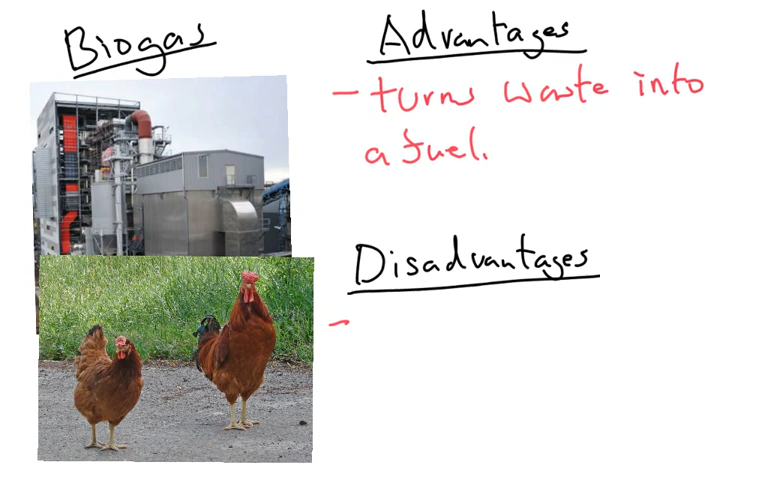 Biogas
Advantages
- turns waste into
a fuel.
Disadvantages
-